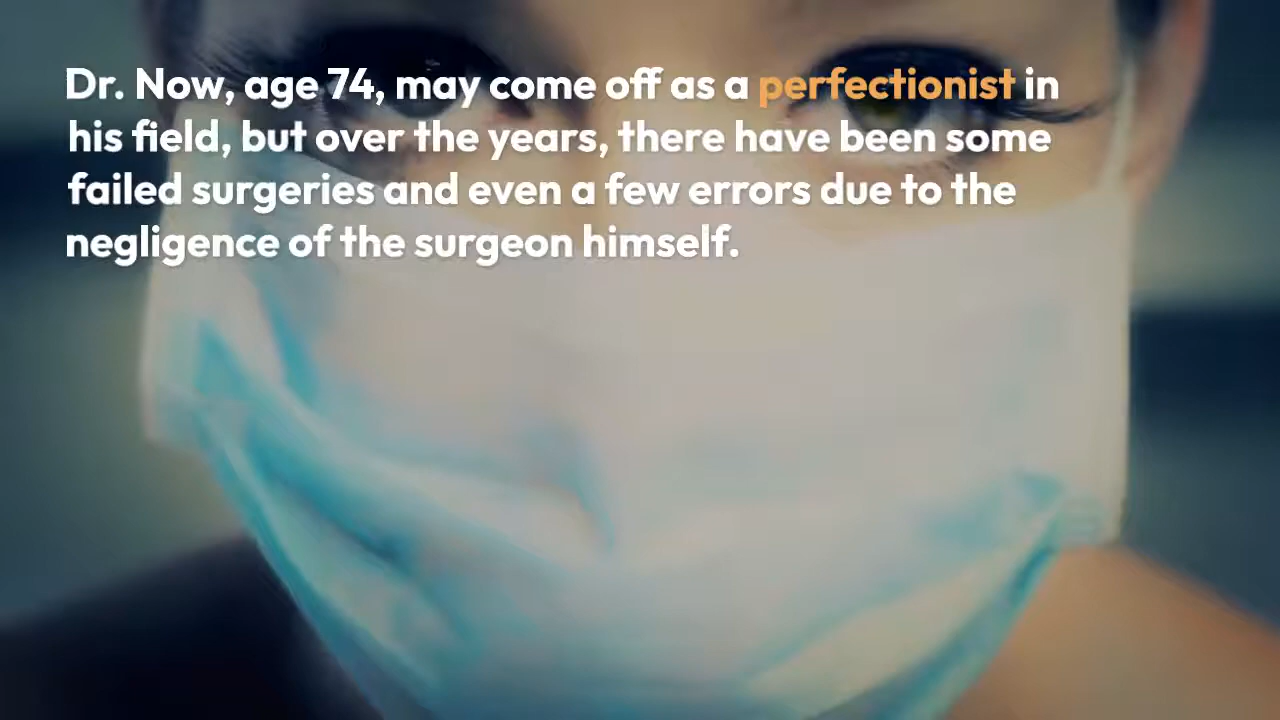 Dr. Now, age 74, may come off as a perfectionist in
his field, but over the years, there have been some
failed surgeries and even a few errors due to the
negligence of the surgeon himself.